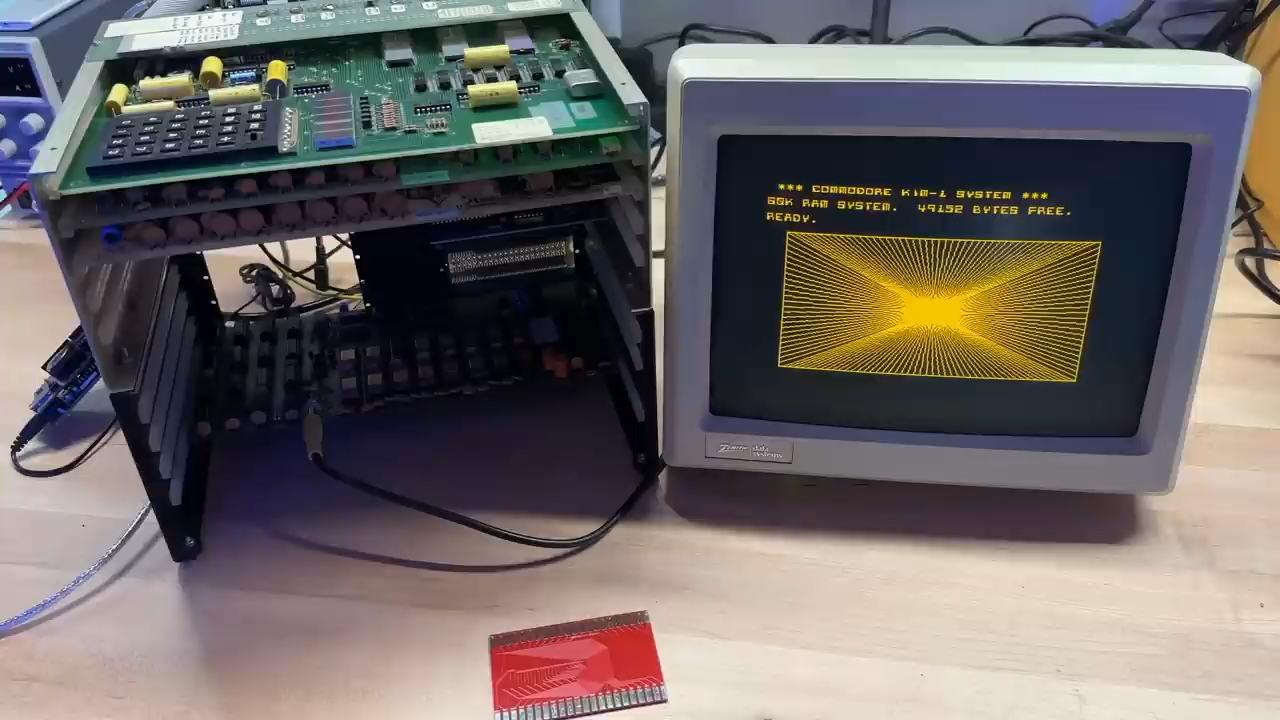 *** COMMODORE KIM-1 SYSTEM ***
60K RAM SYSTEM.  49152 BYTES FREE.
READY.
ZENITH data
systems